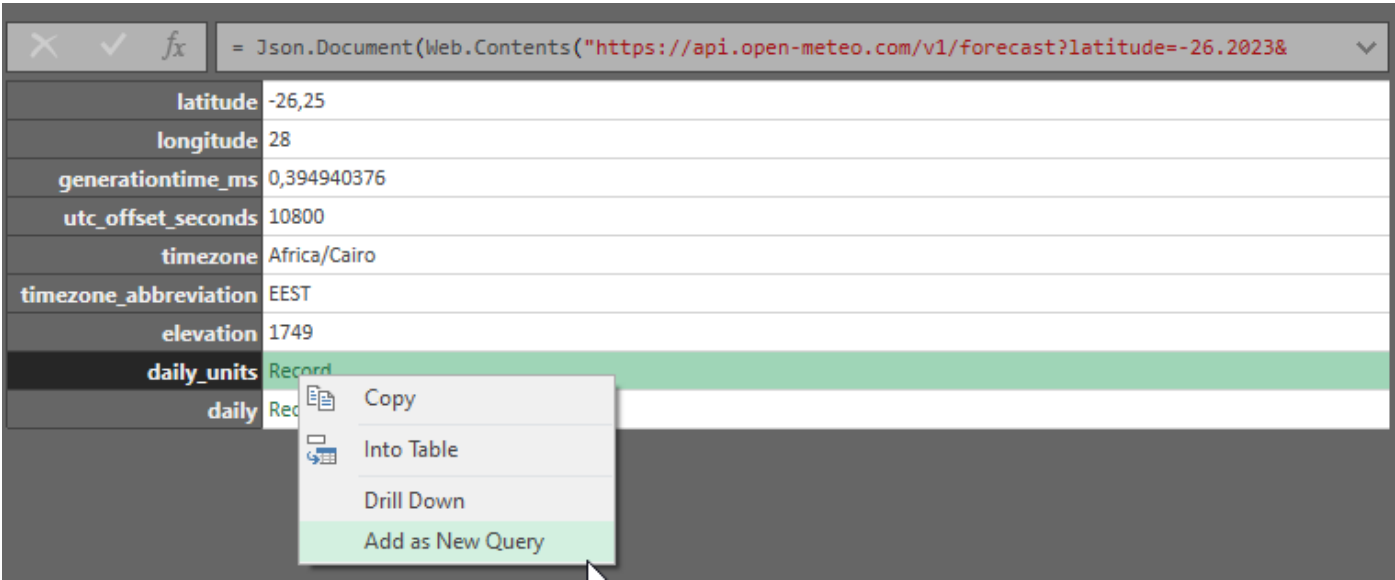 fx = Json.Document(Web.Contents("https://api.open-meteo.com/v1/forecast?latitude=-26.2023&
latitude -26,25
longitude 28
generationtime_ms 0,394940376
utc_offset_seconds 10800
timezone Africa/Cairo
timezone_abbreviation EEST
elevation 1749
daily_units Record
daily Rec
Copy
Into Table
Drill Down
Add as New Query